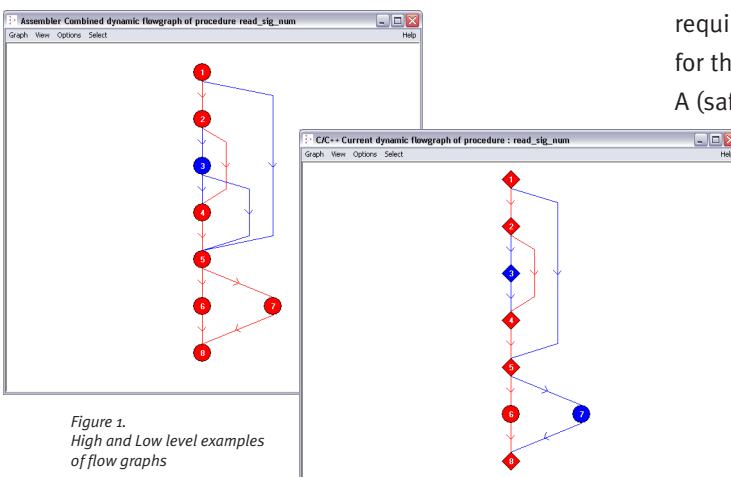 Assembler Combined dynamic flowgraph of procedure read_sig_num
Graph View Options Select Help
1
2
3
4
5
6
7
8
requi
for th
A (saf
C/C++ Current dynamic flowgraph of procedure : read_sig_num
Graph View Options Select Hel
1
2
3
4
5
6
7
8
Figure 1.
High and Low level examples
of flow graphs